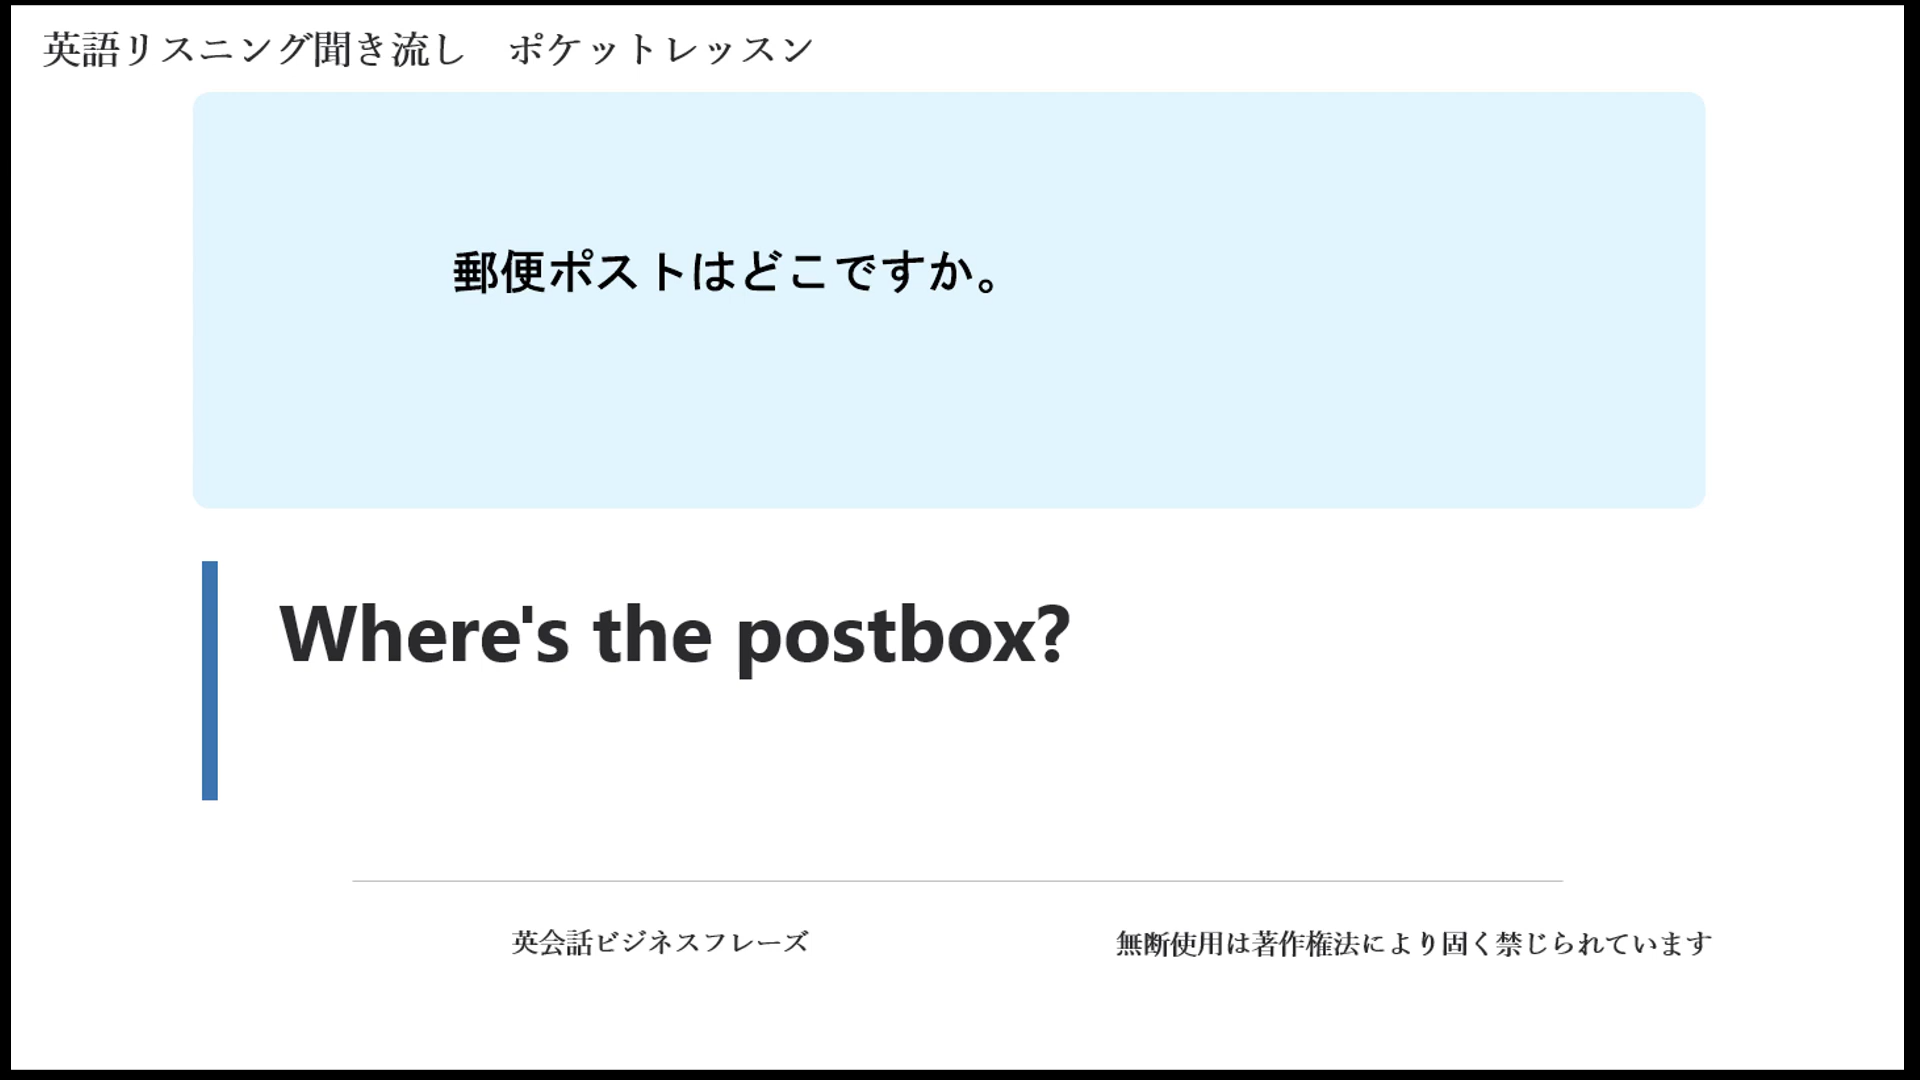 英語リスニング聞き流し　ポケットレッスン
郵便ポストはどこですか。
Where's the postbox?
英会話ビジネスフレーズ
無断使用は著作権法により固く禁じられています